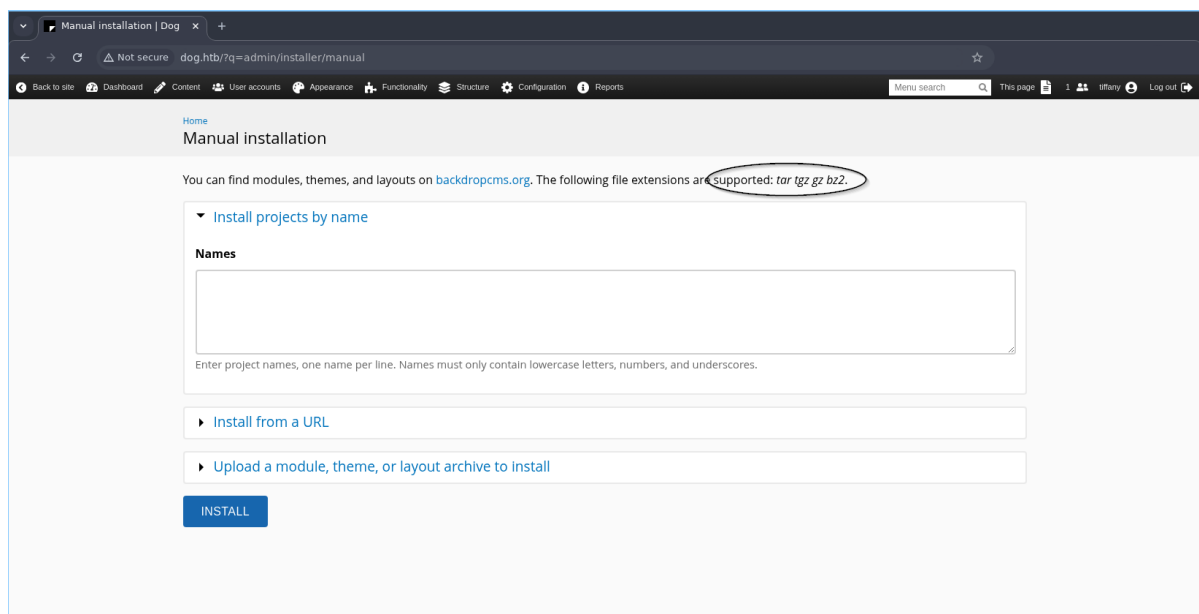 Manual installation | Dog
Not secure dog.htb/?q=admin/installer/manual
Back to site Dashboard Content User accounts Appearance Functionality Structure Configuration Reports Menu search This page 1 tiffany Log out
Home
Manual installation
You can find modules, themes, and layouts on backdropcms.org. The following file extensions are supported: tar tgz gz bz2.
Install projects by name
Names
Enter project names, one name per line. Names must only contain lowercase letters, numbers, and underscores.
Install from a URL
Upload a module, theme, or layout archive to install
INSTALL